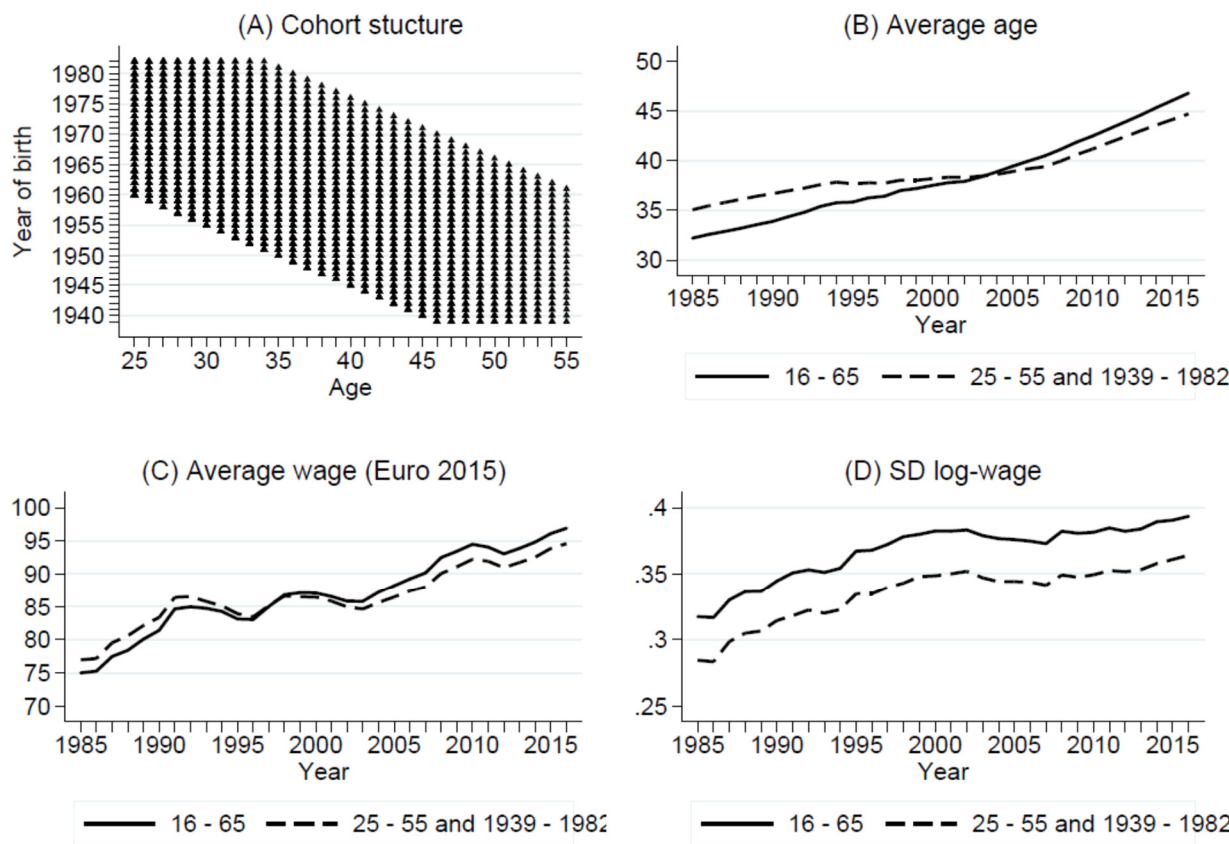 (A) Cohort stucture
Year of birth
1980
1975
1970
1965
1960
1955
1950
1945
1940
25 30 35 40 45 50 55
Age
(B) Average age
50
45
40
35
30
1985 1990 1995 2000 2005 2010 2015
Year
16 - 65 25 - 55 and 1939 - 1982
(C) Average wage (Euro 2015)
100
95
90
85
80
75
70
1985 1990 1995 2000 2005 2010 2015
Year
16 - 65 25 - 55 and 1939 - 1982
(D) SD log-wage
.4
.35
.3
.25
1985 1990 1995 2000 2005 2010 2015
Year
16 - 65 25 - 55 and 1939 - 1982